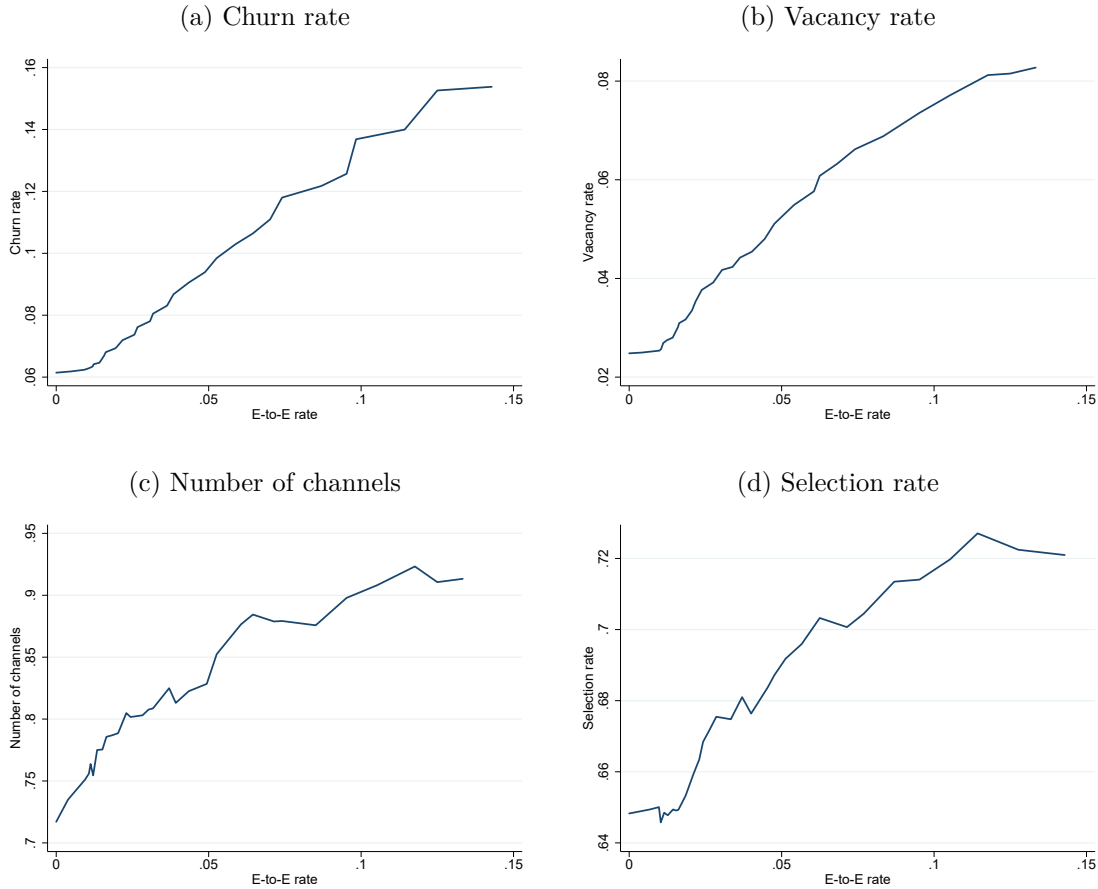 (a) Churn rate
.16
.14
.12
.1
.08
.06
Churn rate
0 .05 .1 .15
E-to-E rate
(b) Vacancy rate
.08
.06
.04
.02
Vacancy rate
0 .05 .1 .15
E-to-E rate
(c) Number of channels
.95
.9
.85
.8
.75
.7
Number of channels
0 .05 .1 .15
E-to-E rate
(d) Selection rate
.72
.7
.68
.66
.64
Selection rate
0 .05 .1 .15
E-to-E rate